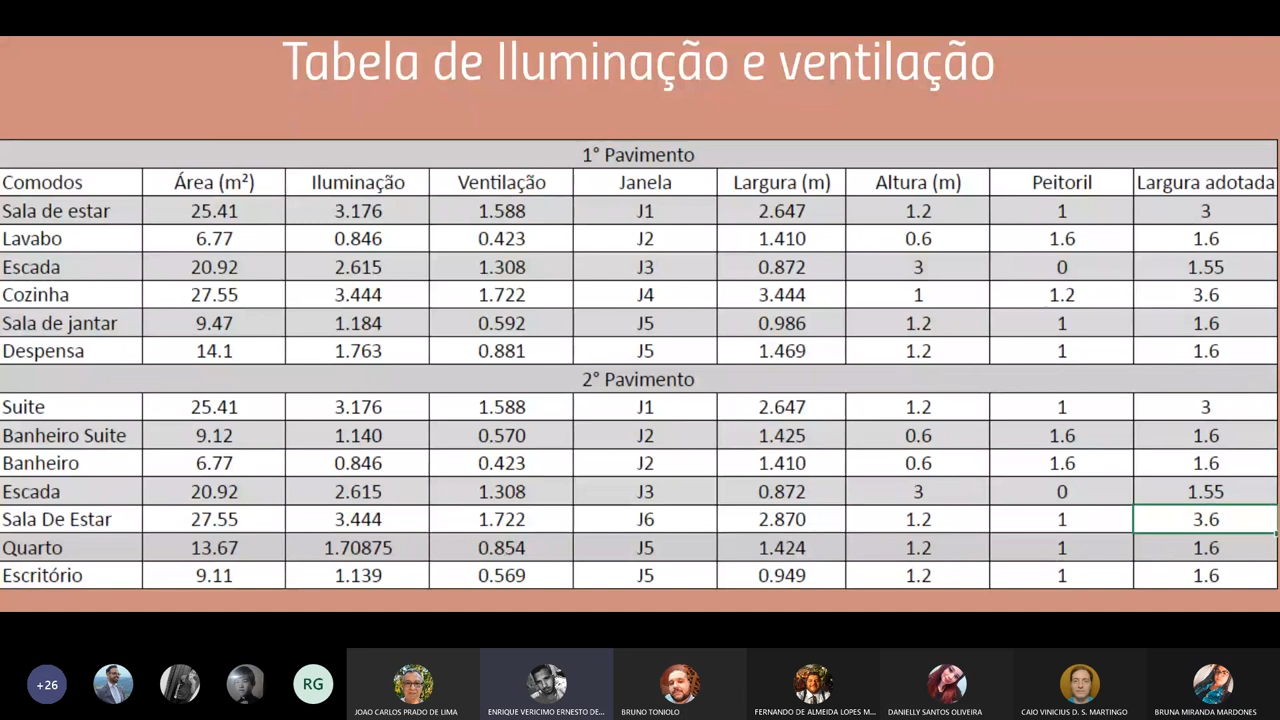 Tabela de Iluminação e ventilação
1° Pavimento
Comodos Área (m²) Iluminação Ventilação Janela Largura (m) Altura (m) Peitoril Largura adotada
Sala de estar 25.41 3.176 1.588 J1 2.647 1.2 1 3
Lavabo 6.77 0.846 0.423 J2 1.410 0.6 1.6 1.6
Escada 20.92 2.615 1.308 J3 0.872 3 0 1.55
Cozinha 27.55 3.444 1.722 J4 3.444 1 1.2 3.6
Sala de jantar 9.47 1.184 0.592 J5 0.986 1.2 1 1.6
Despensa 14.1 1.763 0.881 J5 1.469 1.2 1 1.6
2° Pavimento
Suite 25.41 3.176 1.588 J1 2.647 1.2 1 3
Banheiro Suite 9.12 1.140 0.570 J2 1.425 0.6 1.6 1.6
Banheiro 6.77 0.846 0.423 J2 1.410 0.6 1.6 1.6
Escada 20.92 2.615 1.308 J3 0.872 3 0 1.55
Sala De Estar 27.55 3.444 1.722 J6 2.870 1.2 1 3.6
Quarto 13.67 1.70875 0.854 J5 1.424 1.2 1 1.6
Escritório 9.11 1.139 0.569 J5 0.949 1.2 1 1.6
+26 RG
JOAO CARLOS PRADO DE LIMA ENRIQUE VERICIMO ERNESTO DE... BRUNO TONIOLO FERNANDO DE ALMEIDA LOPES M... DANIELLY SANTOS OLIVEIRA CAIO VINICIUS D. S. MARTINGO BRUNA MIRANDA MARDONES